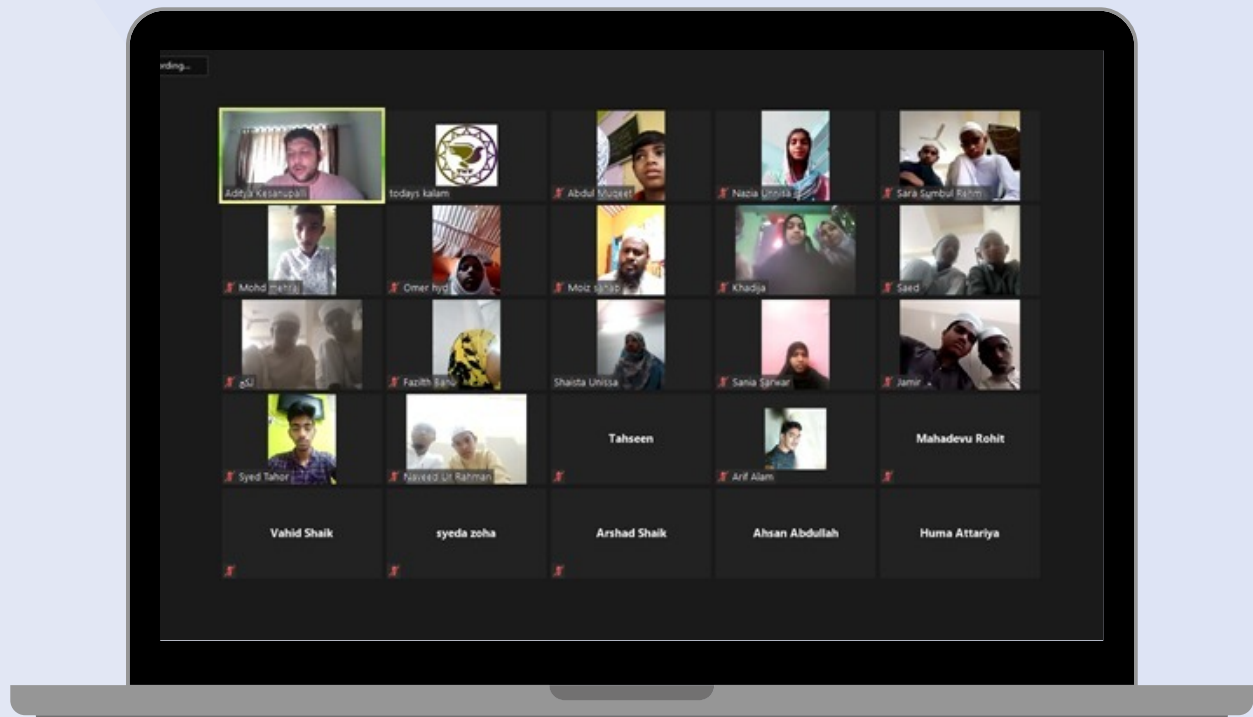 rding...
Aditya Kesanupalli
todays kalam
Abdul Muqeet
Nazia Unnisa
Sara Sumbul Rahm
Mohd mehraj
Omer hyd
Moiz sahab
Khadija
Saed
Fazilth Banu
Shaista Unissa
Sania Sarwar
Jamir
Syed Tahor
Naveed Ur Rahman
Tahseen
Arif Alam
Mahadevu Rohit
Vahid Shaik
syeda zoha
Arshad Shaik
Ahsan Abdullah
Huma Attariya